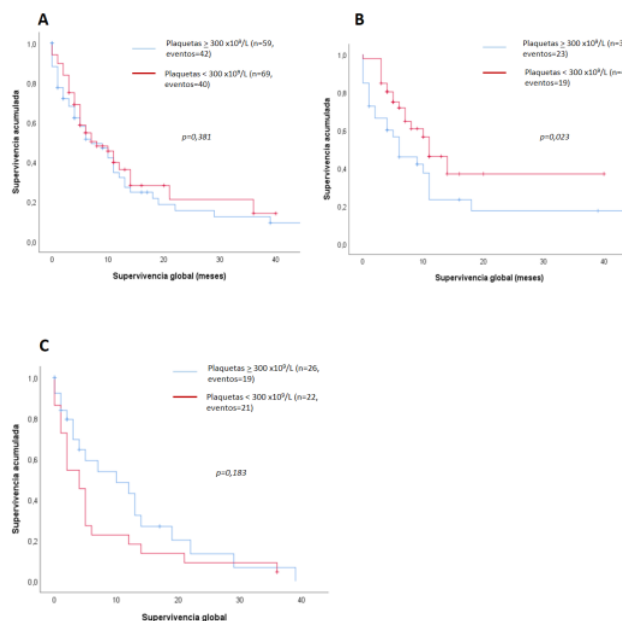 A
Plaquetas ≥ 300 x10⁹/L (n=59,
eventos=42)
Plaquetas < 300 x10⁹/L (n=69,
eventos=40)
p=0,381
Supervivencia acumulada
1,0
0,8
0,6
0,4
0,2
0,0
0
10
20
30
40
Supervivencia global (meses)
B
Plaquetas ≥ 300 x10⁹/L (n=3
eventos=23)
Plaquetas < 300 x10⁹/L (n=
eventos=19)
p=0,023
Supervivencia acumulada
1,0
0,8
0,6
0,4
0,2
0,0
0
10
20
30
40
Supervivencia global (meses)
C
Plaquetas ≥ 300 x10⁹/L (n=26,
eventos=19)
Plaquetas < 300 x10⁹/L (n=22,
eventos=21)
p=0,183
Supervivencia acumulada
1,0
0,8
0,6
0,4
0,2
0,0
0
10
20
30
40
Supervivencia global